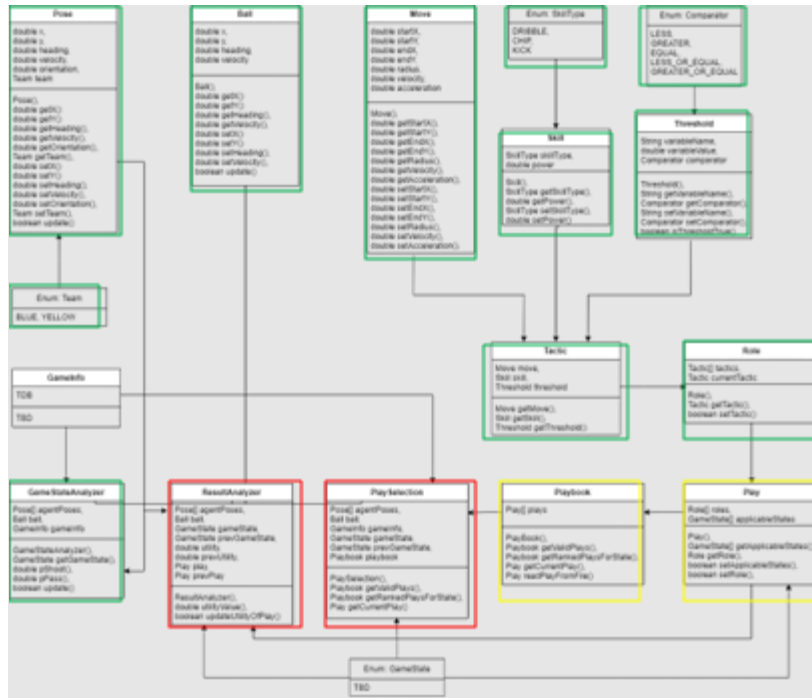 Pose
double x,
double y,
double heading,
double velocity,
double orientation,
Team team
Pose(),
double getX()
double getY()
double getHeading(),
double getVelocity(),
double getOrientation(),
Team getTeam(),
double setX()
double setY()
double setHeading(),
double setVelocity(),
double setOrientation(),
Team setTeam(),
boolean update()
Ball
double x,
double y,
double heading,
double velocity
Ball(),
double getX()
double getY()
double getHeading(),
double getVelocity(),
double setX()
double setY()
double setHeading(),
double setVelocity(),
boolean update()
Move
double startX,
double startY,
double endX,
double endY,
double radius,
double velocity,
double acceleration
Move(),
double getStartX(),
double getStartY(),
double getEndX(),
double getEndY(),
double getRadius(),
double getVelocity(),
double getAcceleration(),
double setStartX(),
double setStartY(),
double setEndX(),
double setEndY(),
double setRadius(),
double setVelocity(),
double setAcceleration(),
Enum: SkillType
DRIBBLE,
CHIP,
KICK
Enum: Comparator
LESS,
GREATER,
EQUAL,
LESS_OR_EQUAL,
GREATER_OR_EQUAL
Skill
SkillType skillType,
double power
Skill(),
SkillType getSkillType(),
double getPower(),
SkillType setSkillType(),
double setPower()
Threshold
String variableName,
double variableValue,
Comparator comparator
Threshold(),
String getVariableName(),
Comparator getComparator(),
String setVariableName(),
Comparator setComparator(),
boolean isThresholdTrue()
Enum: Team
BLUE, YELLOW
GameInfo
TDB
TBD
Tactic
Move move,
Skill skill,
Threshold threshold
Move getMove(),
Skill getSkill(),
Threshold getThreshold()
Role
Tactic[] tactics,
Tactic currentTactic
Role(),
Tactic getTactic(),
boolean setTactic()
GameStateAnalyzer
Pose[] agentPoses,
Ball ball,
GameInfo gameInfo
GameStateAnalyzer(),
GameState getGameState(),
double pShoot(),
double pPass(),
boolean update()
ResultAnalyzer
Pose[] agentPoses,
Ball ball,
GameState gameState,
GameState prevGameState,
double utility,
double prevUtility,
Play play
Play prevPlay
ResultAnalyzer(),
double utilityValue(),
boolean updateUtilityOfPlay()
PlaySelection
Pose[] agentPoses,
Ball ball,
GameInfo gameInfo,
GameState gameState,
GameState prevGameState,
Playbook playbook
PlaySelection(),
Playbook getValidPlays(),
Playbook getRankedPlaysForState(),
Play getCurrentPlay()
Playbook
Play[] plays
PlayBook(),
Playbook getValidPlays(),
Playbook getRankedPlaysForState(),
Play getCurrentPlay(),
Play readPlayFromFile()
Play
Role[] roles,
GameState[] applicableStates
Play(),
GameState[] getApplicableStates(),
Role getRole(),
boolean setApplicableStates(),
boolean setRole(),
Enum: GameState
TBD